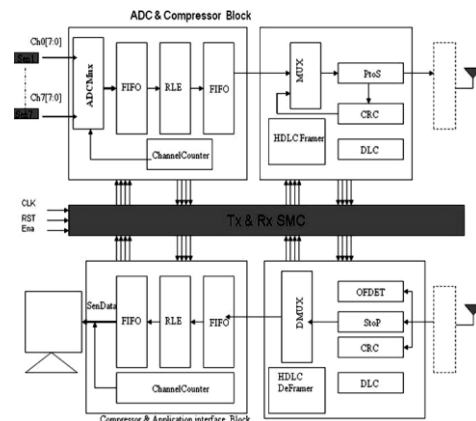 ADC & Compressor Block
Ch0[7:0]
Sen1
Ch7[7:0]
Sen7
ADCMux
FIFO
RLE
FIFO
ChannelCounter
MUX
PtoS
CRC
HDLC Framer
DLC
CLK
RST
Ena
Tx & Rx SMC
SenData
FIFO
RLE
FIFO
ChannelCounter
DMUX
OFDET
StoP
CRC
HDLC
DeFramer
DLC
Compressor & Application interface Block